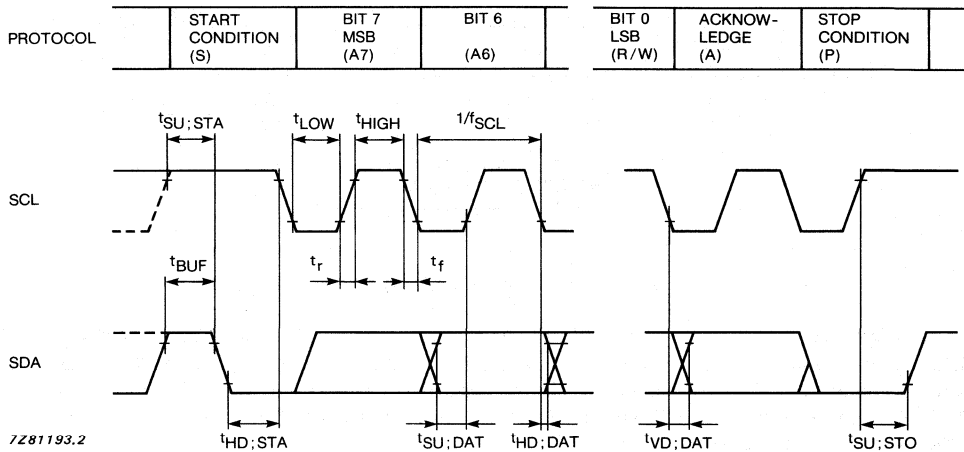 PROTOCOL
START CONDITION (S)
BIT 7 MSB (A7)
BIT 6 (A6)
BIT 0 LSB (R/W)
ACKNOW- LEDGE (A)
STOP CONDITION (P)
tSU;STA
tLOW
tHIGH
1/fSCL
SCL
tBUF
tr
tf
SDA
tHD;STA
tSU;DAT
tHD;DAT
tVD;DAT
tSU;STO
7Z81193.2